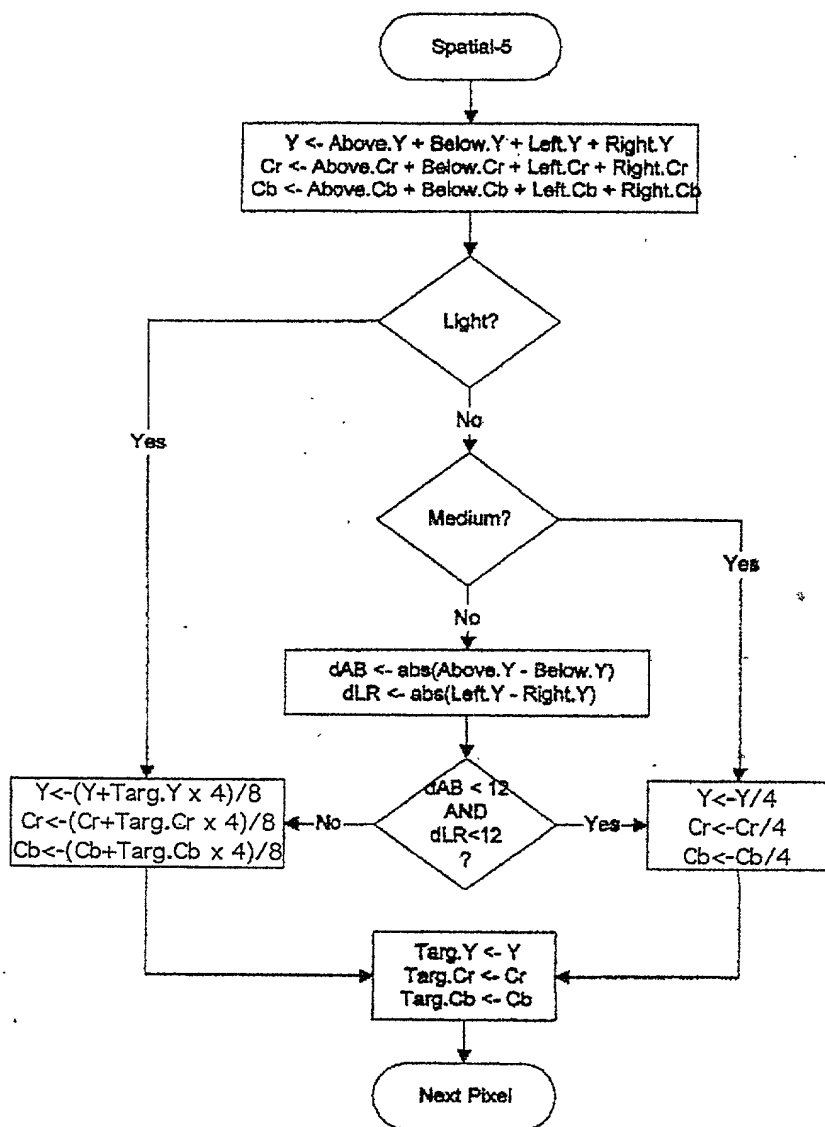 Spatial-5
Y <- Above.Y + Below.Y + Left.Y + Right.Y
Cr <- Above.Cr + Below.Cr + Left.Cr + Right.Cr
Cb <- Above.Cb + Below.Cb + Left.Cb + Right.Cb
Light?
Yes
No
Medium?
Yes
No
dAB <- abs(Above.Y - Below.Y)
dLR <- abs(Left.Y - Right.Y)
Y<-(Y+Targ.Y x 4)/8
Cr<-(Cr+Targ.Cr x 4)/8
Cb<-(Cb+Targ.Cb x 4)/8
No
dAB < 12
AND
dLR<12
?
Yes
Y<-Y/4
Cr<-Cr/4
Cb<-Cb/4
Targ.Y <- Y
Targ.Cr <- Cr
Targ.Cb <- Cb
Next Pixel